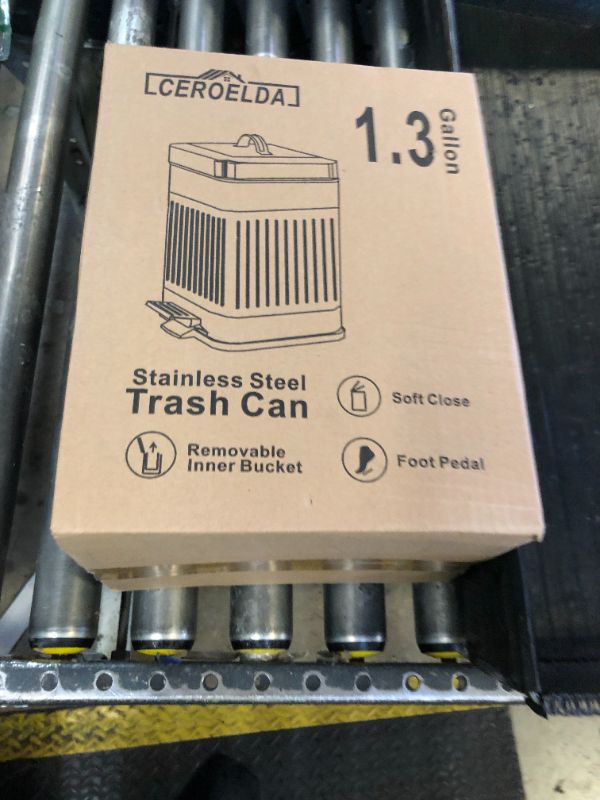 CEROELDA
1.3 Gallon
Stainless Steel
Trash Can
Soft Close
Removable
Inner Bucket
Foot Pedal